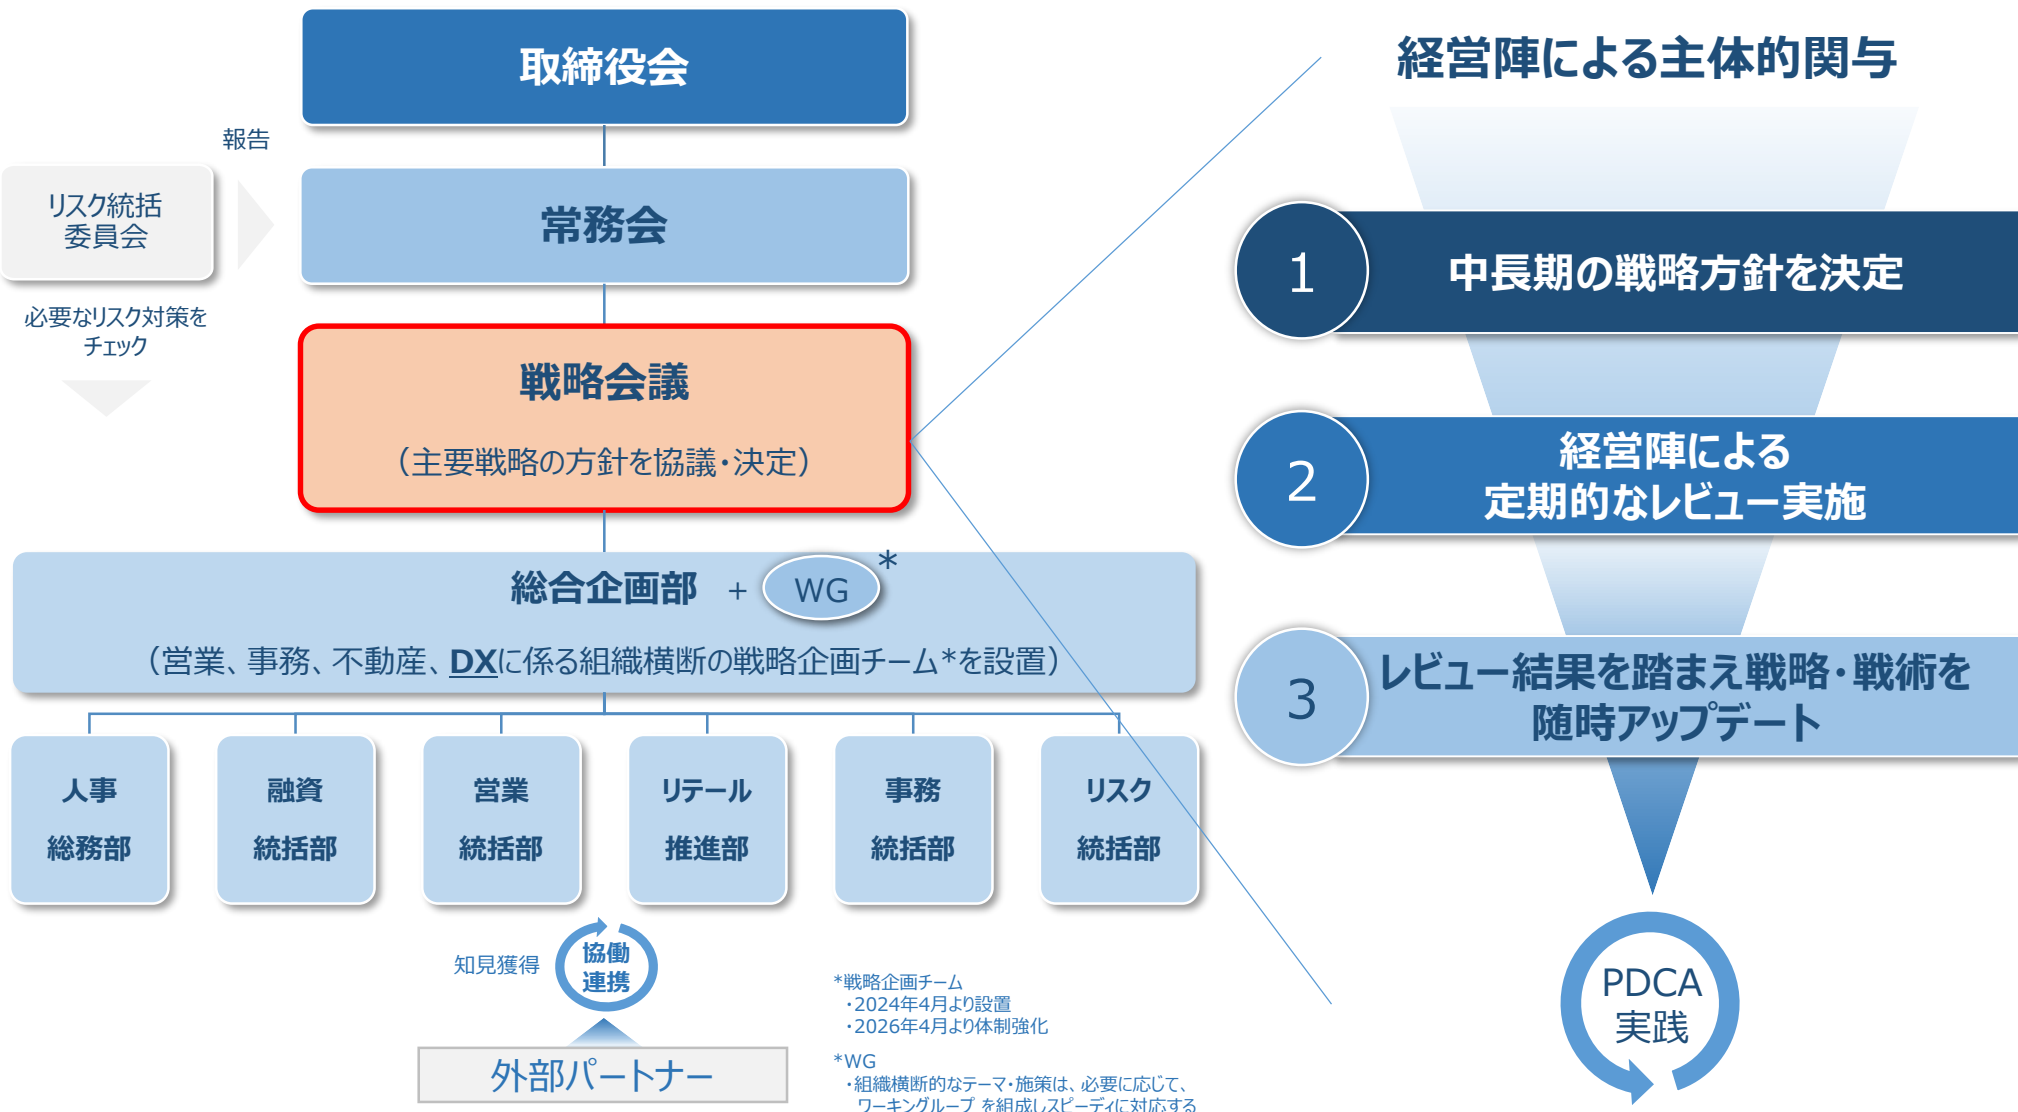 取締役会
報告
リスク統括
委員会
常務会
必要なリスク対策を
チェック
戦略会議
（主要戦略の方針を協議・決定）
総合企画部 + WG *
（営業、事務、不動産、DXに係る組織横断の戦略企画チーム*を設置）
人事
総務部
融資
統括部
営業
統括部
リテール
推進部
事務
統括部
リスク
統括部
知見獲得
協働
連携
外部パートナー
*戦略企画チーム
・2024年4月より設置
・2026年4月より体制強化
*WG
・組織横断的なテーマ・施策は、必要に応じて、
ワーキンググループ を組成しスピーディに対応する
経営陣による主体的関与
1
中長期の戦略方針を決定
2
経営陣による
定期的なレビュー実施
3
レビュー結果を踏まえ戦略・戦術を
随時アップデート
PDCA
実践